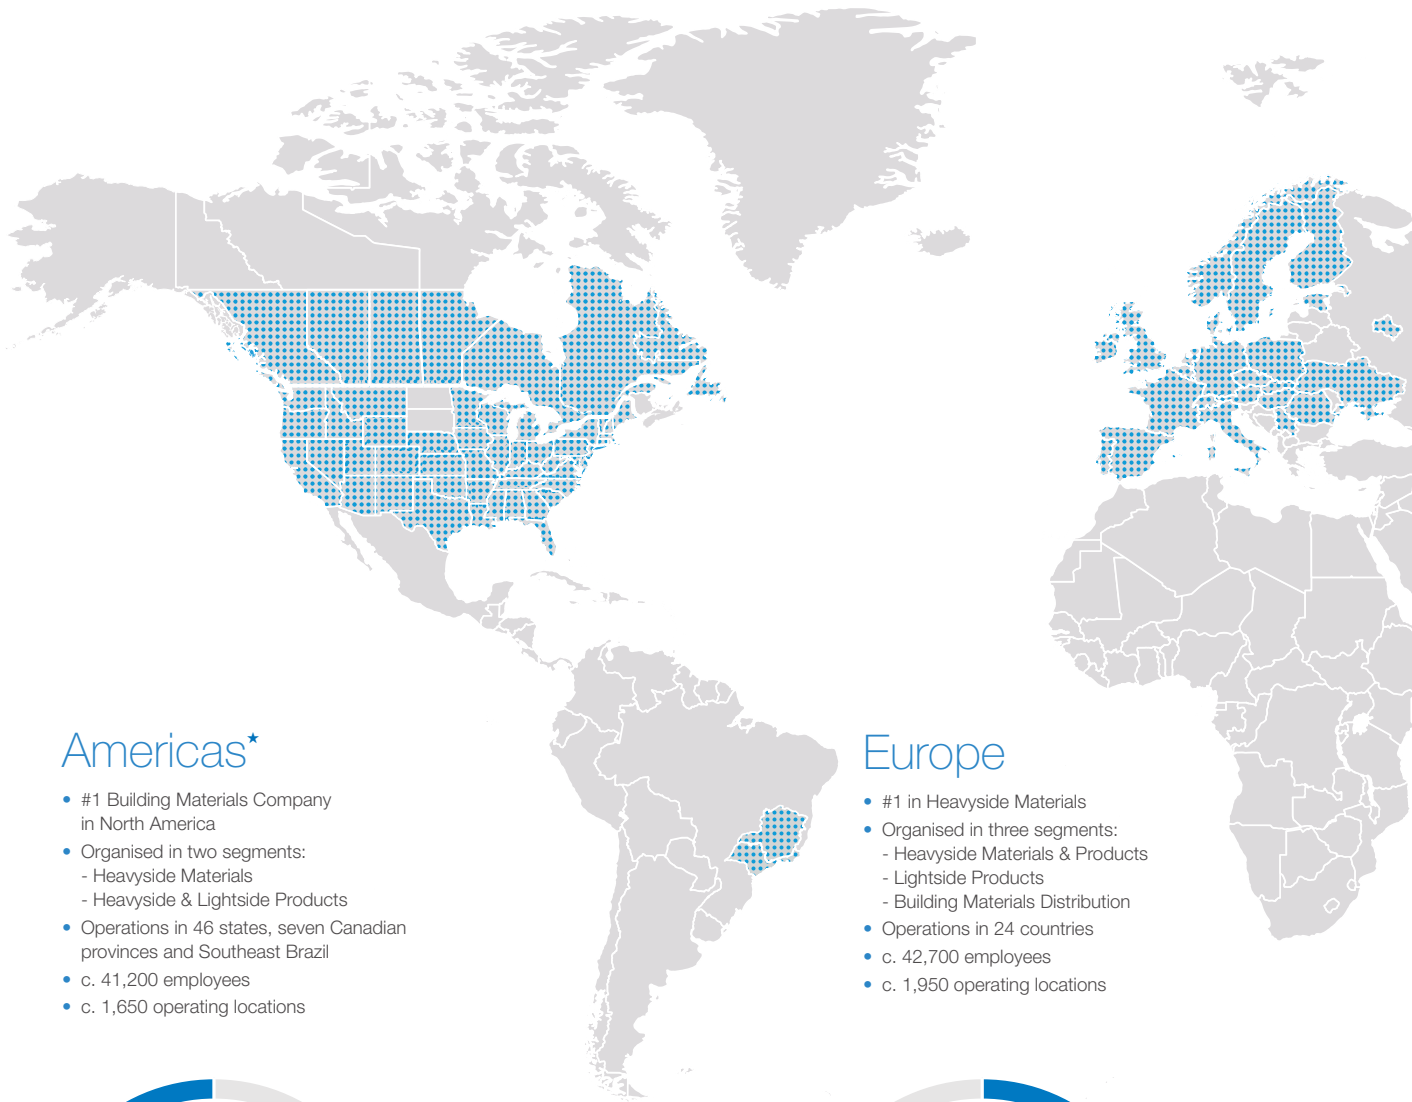 Americas★
• #1 Building Materials Company
in North America
• Organised in two segments:
- Heavyside Materials
- Heavyside & Lightside Products
• Operations in 46 states, seven Canadian
provinces and Southeast Brazil
• c. 41,200 employees
• c. 1,650 operating locations
Europe
• #1 in Heavyside Materials
• Organised in three segments:
- Heavyside Materials & Products
- Lightside Products
- Building Materials Distribution
• Operations in 24 countries
• c. 42,700 employees
• c. 1,950 operating locations